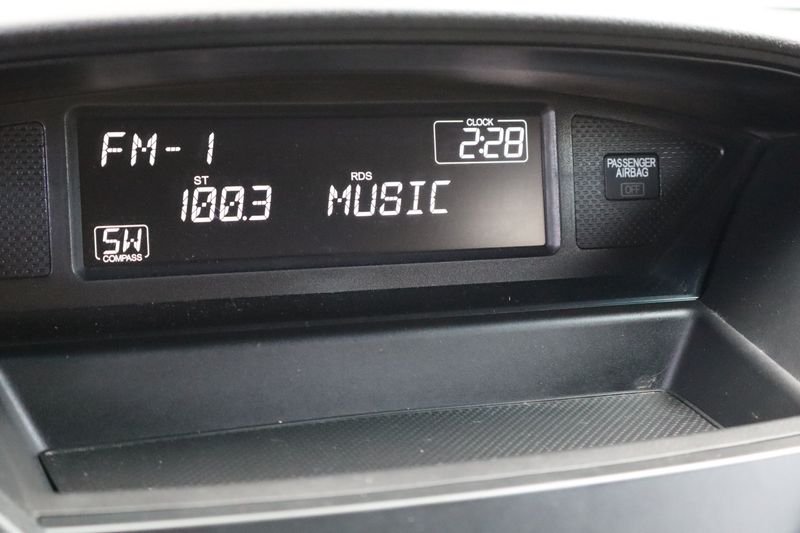 FM-1
CLOCK
2:28
ST
100.3
RDS
MUSIC
SW
COMPASS
PASSENGER
AIRBAG
OFF